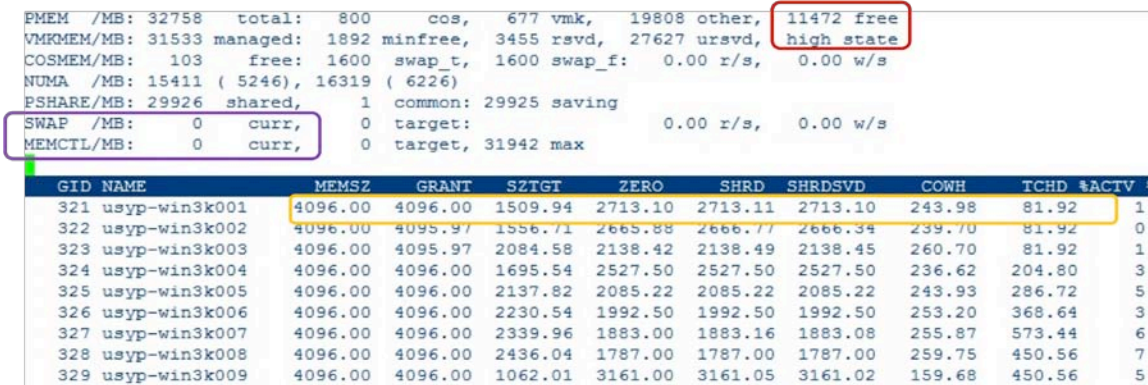 PMEM /MB: 32758 total: 800 cos, 677 vmk, 19808 other, 11472 free
VMKMEM/MB: 31533 managed: 1892 minfree, 3455 rsvd, 27627 ursvd, high state
COSMEM/MB: 103 free: 1600 swap_t, 1600 swap_f: 0.00 r/s, 0.00 w/s
NUMA /MB: 15411 ( 5246), 16319 ( 6226)
PSHARE/MB: 29926 shared, 1 common: 29925 saving
SWAP /MB: 0 curr, 0 target: 0.00 r/s, 0.00 w/s
MEMCTL/MB: 0 curr, 0 target, 31942 max
GID NAME MEMSZ GRANT SZTGT ZERO SHRD SHRDSVD COWH TCHD %ACTV
321 usyp-win3k001 4096.00 4096.00 1509.94 2713.10 2713.11 2713.10 243.98 81.92 1
322 usyp-win3k002 4096.00 4095.97 1556.71 2665.88 2666.77 2666.34 239.70 81.92 0
323 usyp-win3k003 4096.00 4095.97 2084.58 2138.42 2138.49 2138.45 260.70 81.92 1
324 usyp-win3k004 4096.00 4096.00 1695.54 2527.50 2527.50 2527.50 236.62 204.80 3
325 usyp-win3k005 4096.00 4096.00 2137.82 2085.22 2085.22 2085.22 243.93 286.72 5
326 usyp-win3k006 4096.00 4096.00 2230.54 1992.50 1992.50 1992.50 253.20 368.64 3
327 usyp-win3k007 4096.00 4096.00 2339.96 1883.00 1883.16 1883.08 255.87 573.44 6
328 usyp-win3k008 4096.00 4096.00 2436.04 1787.00 1787.00 1787.00 259.75 450.56 7
329 usyp-win3k009 4096.00 4096.00 1062.01 3161.00 3161.05 3161.02 159.68 450.56